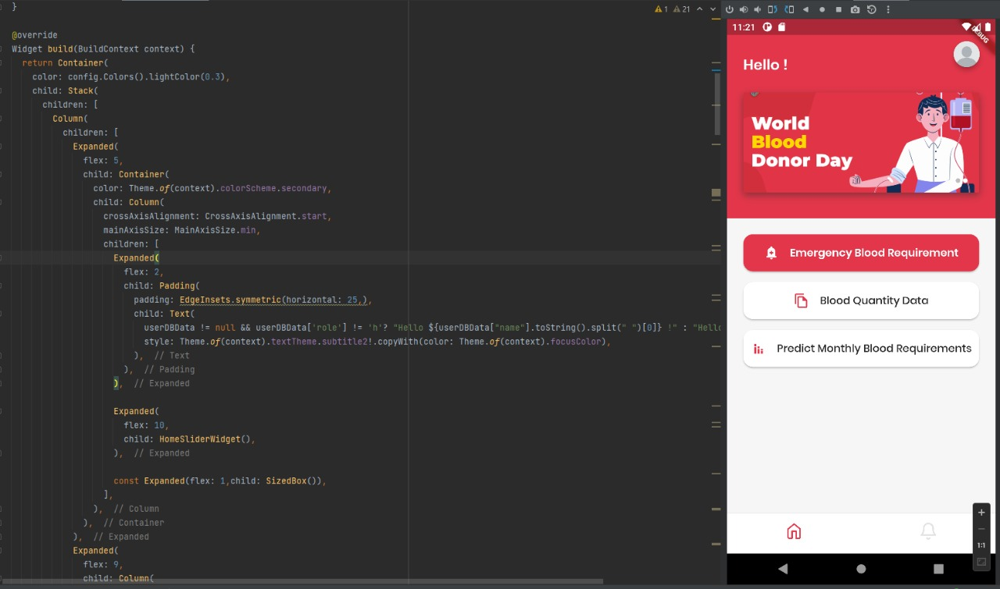 }
1 21
@override
Widget build(BuildContext context) {
return Container(
color: config.Colors().lightColor(0.3),
child: Stack(
children: [
Column(
children: [
Expanded(
flex: 5,
child: Container(
color: Theme.of(context).colorScheme.secondary,
child: Column(
crossAxisAlignment: CrossAxisAlignment.start,
mainAxisSize: MainAxisSize.min,
children: [
Expanded(
flex: 2,
child: Padding(
padding: EdgeInsets.symmetric(horizontal: 25,),
child: Text(
userDBData != null && userDBData['role'] != 'h'? "Hello ${userDBData["name"].toString().split(" ")[0]} !" : "Hello
style: Theme.of(context).textTheme.subtitle2!.copyWith(color: Theme.of(context).focusColor),
), // Text
), // Padding
), // Expanded
Expanded(
flex: 10,
child: HomeSliderWidget(),
), // Expanded
const Expanded(flex: 1,child: SizedBox()),
],
), // Column
), // Container
), // Expanded
Expanded(
flex: 9,
child: Column(
11:21
DEBUG
Hello !
World
Blood
Donor Day
Emergency Blood Requirement
Blood Quantity Data
Predict Monthly Blood Requirements
+
−
1:1